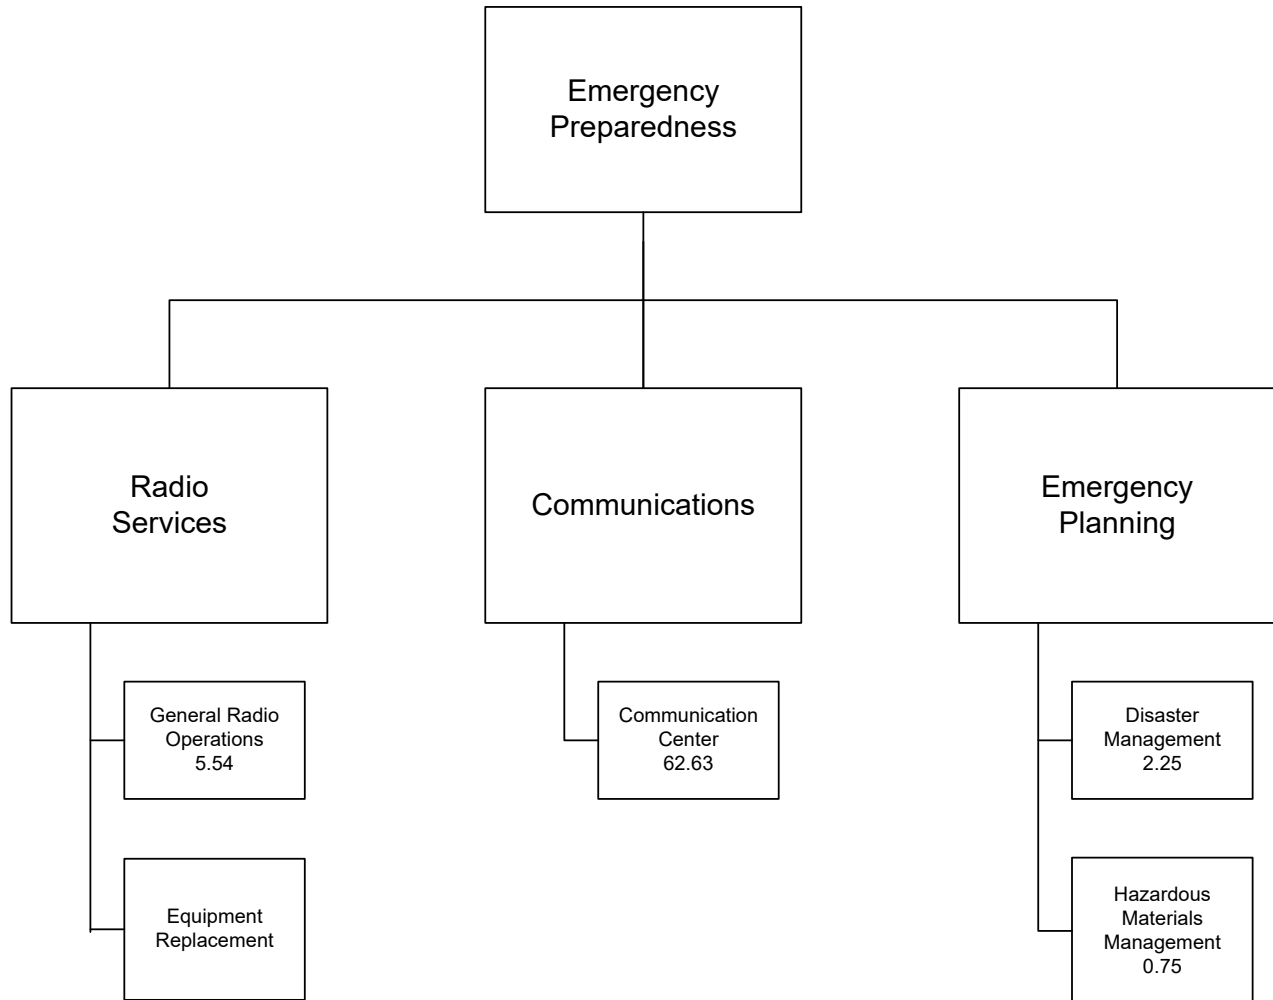 Emergency
Preparedness
Radio
Services
Communications
Emergency
Planning
General Radio
Operations
5.54
Communication
Center
62.63
Disaster
Management
2.25
Equipment
Replacement
Hazardous
Materials
Management
0.75